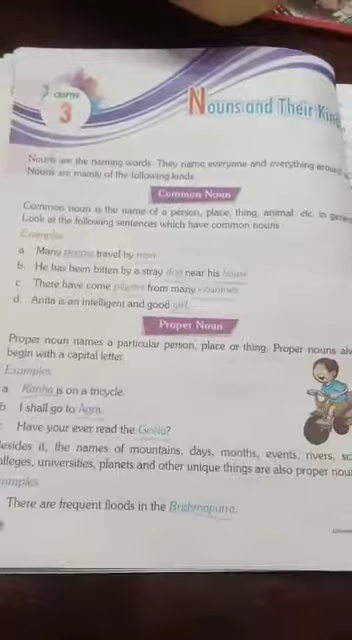 CHAPTER
3
Nouns and Their Kin
Nouns are the naming words. They name everyone and everything around
Nouns are mainly of the following kinds
Common Noun
Common noun is the name of a person, place, thing, animal etc. in
Look at the following sentences which have common nouns
Examples
a. Many people travel by train
b. He has been bitten by a stray dog near his house
c. There have come players from many countries
d. Anita is an intelligent and good girl.
Proper Noun
Proper noun names a particular person, place or thing. Proper nouns
begin with a capital letter
Examples
a. Kanha is on a tricycle.
b. I shall go to Agra.
Have your ever read the Geeta?
esides it, the names of mountains, days, months, events, rivers, sc
olleges, universities, planets and other unique things are also proper nou
There are frequent floods in the Brahmaputra.